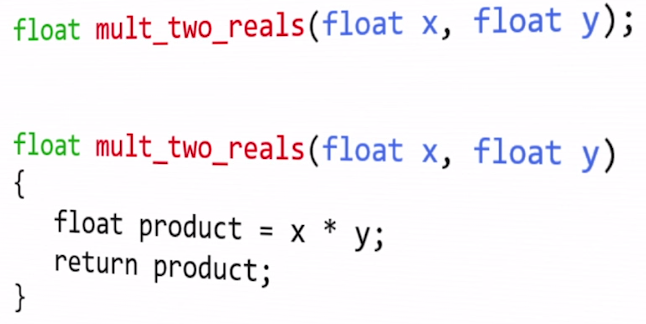 float mult_two_reals(float x, float y);
float mult_two_reals(float x, float y)
{
float product = x * y;
return product;
}